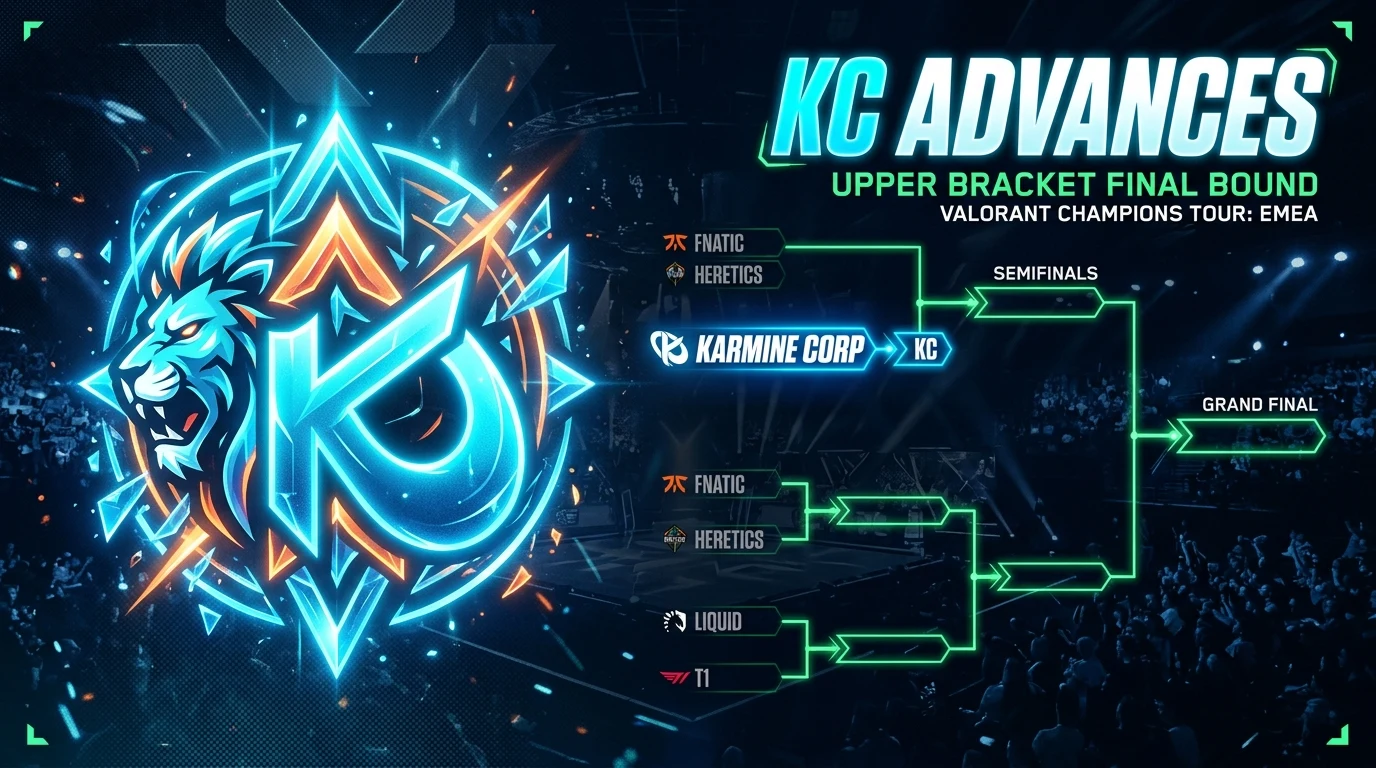 KC ADVANCES
UPPER BRACKET FINAL BOUND
VALORANT CHAMPIONS TOUR: EMEA
FNATIC
HERETICS
SEMIFINALS
KARMINE CORP
KC
GRAND FINAL
FNATIC
HERETICS
LIQUID
T1
K